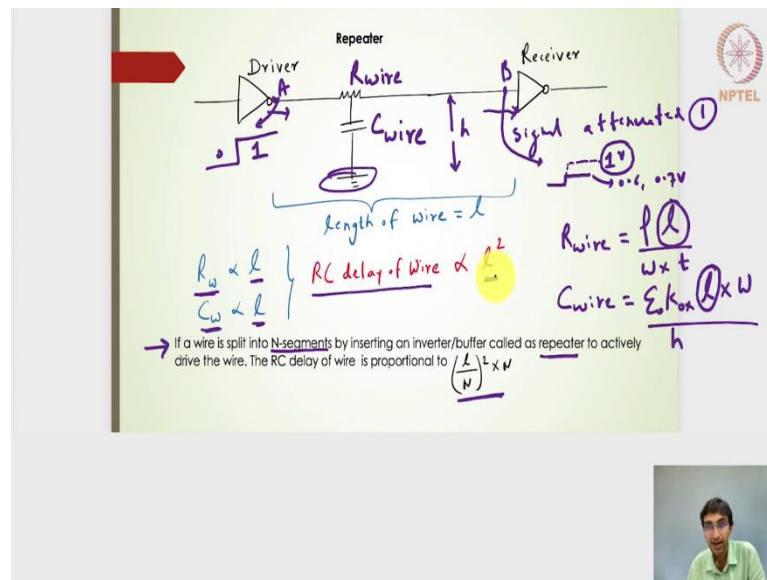 Repeater
Driver
Receiver
A
Rwire
B
NPTEL
Cwire
h
signal attenuated ①
0
1
1V
0.6, 0.7V
length of wire = l
Rwire = ρ l / w x t
Rw ∝ l
RC delay of Wire ∝ l²
Cw ∝ l
Cwire = ε₀ kox l x w / h
→ If a wire is split into N-segments by inserting an inverter/buffer called as repeater to actively
drive the wire. The RC delay of wire is proportional to (l/N)² x N